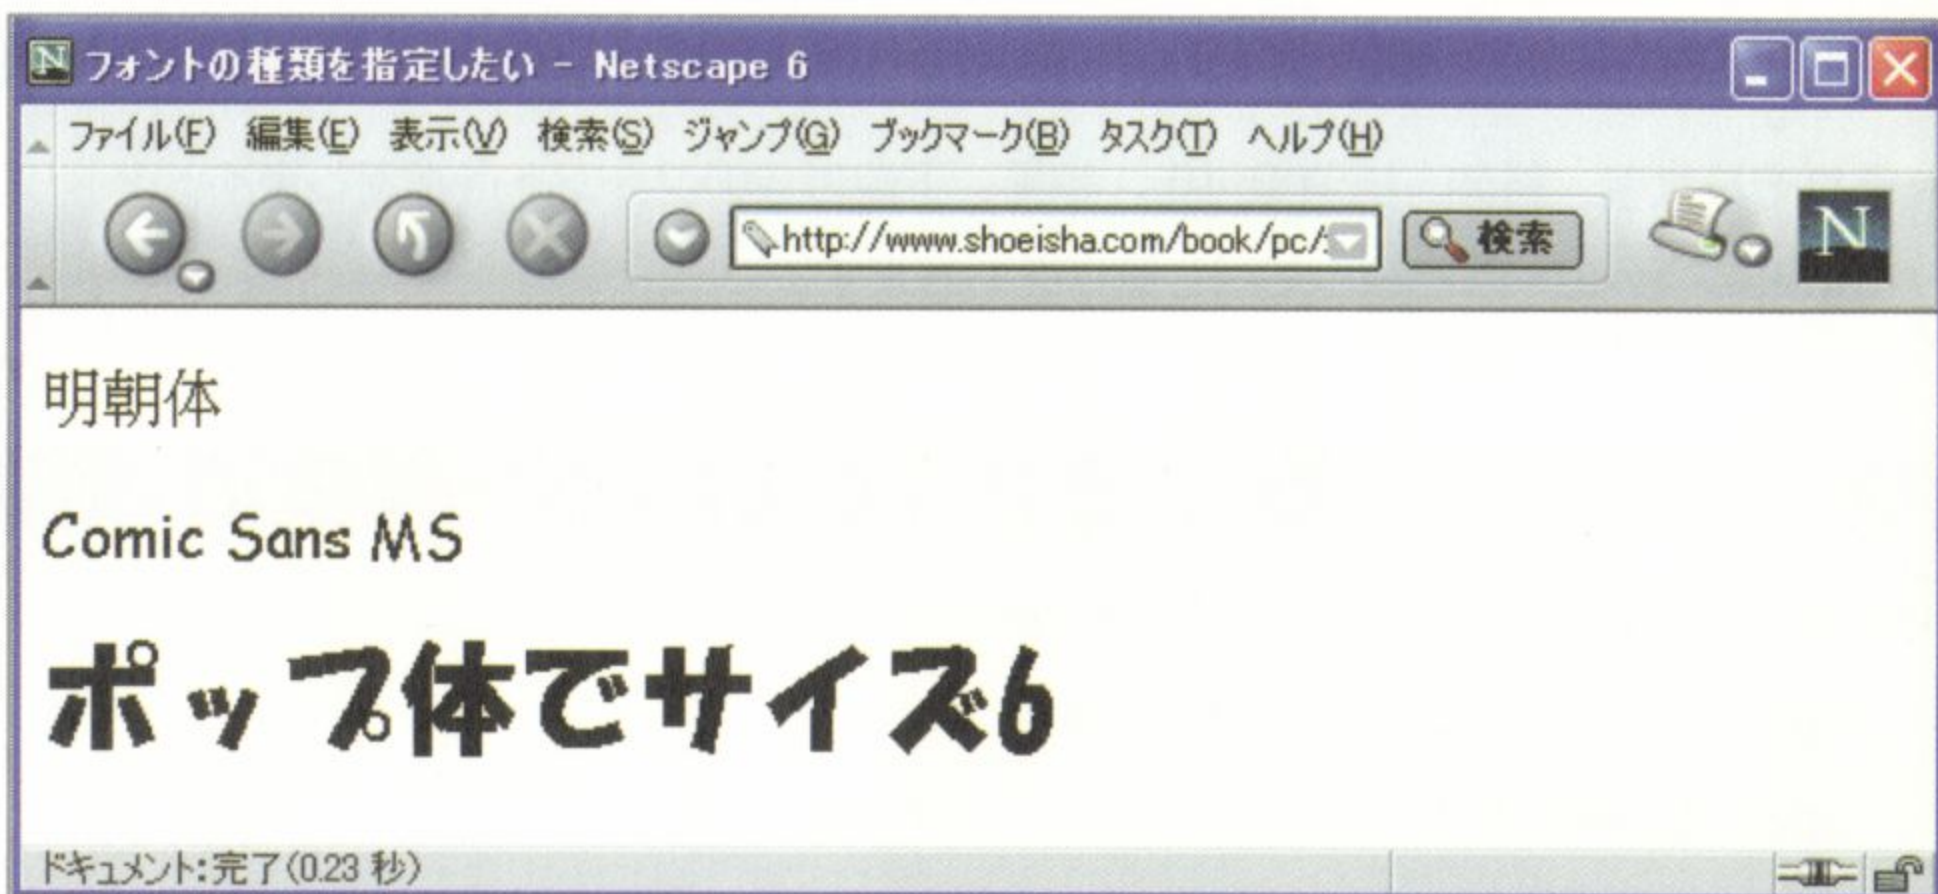 フォントの種類を指定したい - Netscape 6
ファイル(F) 編集(E) 表示(V) 検索(S) ジャンプ(G) ブックマーク(B) タスク(T) ヘルプ(H)
http://www.shoeisha.com/book/pc/ 検索 N
明朝体
Comic Sans MS
ポップ体でサイズ6
ドキュメント:完了(0.23 秒)